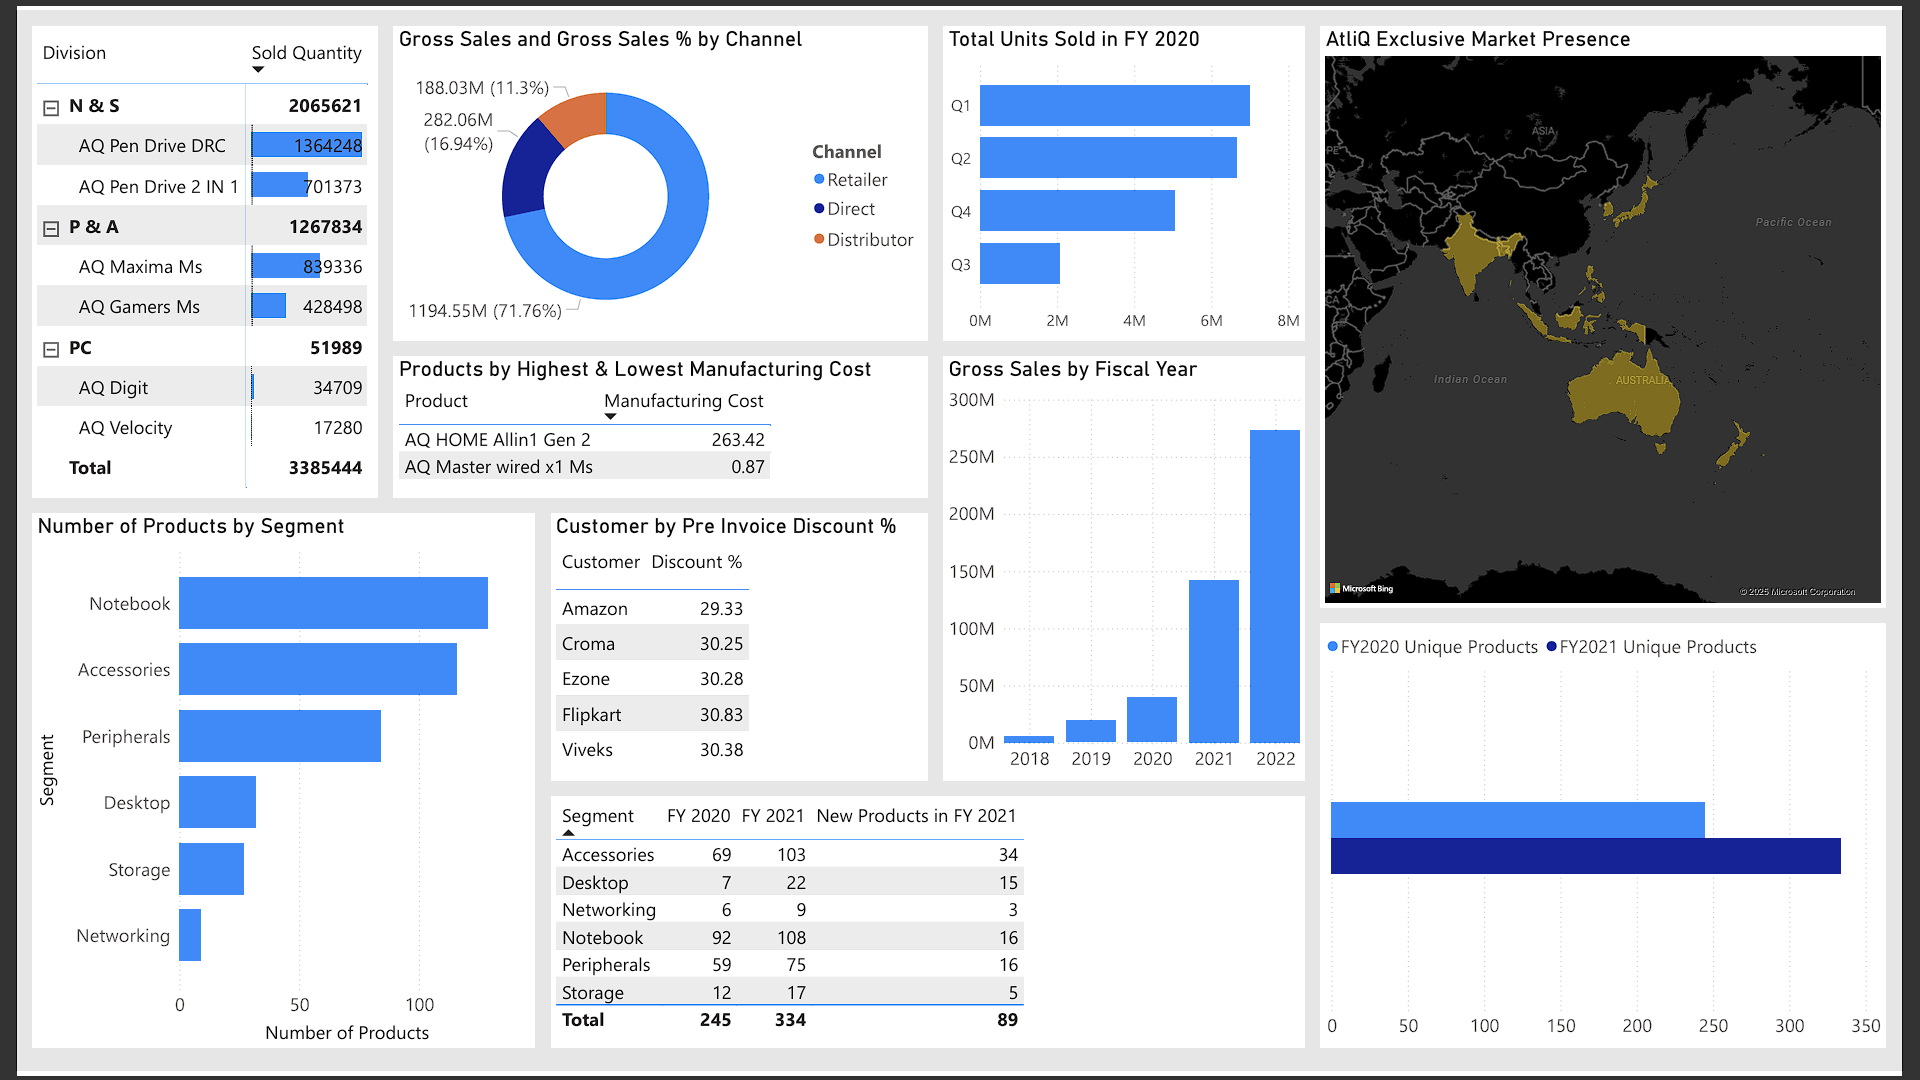 Division Sold Quantity
N & S 2065621
AQ Pen Drive DRC 1364248
AQ Pen Drive 2 IN 1 701373
P & A 1267834
AQ Maxima Ms 839336
AQ Gamers Ms 428498
PC 51989
AQ Digit 34709
AQ Velocity 17280
Total 3385444
Gross Sales and Gross Sales % by Channel
188.03M (11.3%)
282.06M
(16.94%)
1194.55M (71.76%)
Channel
Retailer
Direct
Distributor
Total Units Sold in FY 2020
Q1
Q2
Q4
Q3
0M 2M 4M 6M 8M
AtliQ Exclusive Market Presence
ASIA
PE
CA
Pacific Ocean
Indian Ocean
AUSTRALIA
Microsoft Bing
© 2025 Microsoft Corporation
Products by Highest & Lowest Manufacturing Cost
Product Manufacturing Cost
AQ HOME Allin1 Gen 2 263.42
AQ Master wired x1 Ms 0.87
Gross Sales by Fiscal Year
300M
250M
200M
150M
100M
50M
0M
2018 2019 2020 2021 2022
Number of Products by Segment
Segment
Notebook
Accessories
Peripherals
Desktop
Storage
Networking
0 50 100
Number of Products
Customer by Pre Invoice Discount %
Customer Discount %
Amazon 29.33
Croma 30.25
Ezone 30.28
Flipkart 30.83
Viveks 30.38
Segment FY 2020 FY 2021 New Products in FY 2021
Accessories 69 103 34
Desktop 7 22 15
Networking 6 9 3
Notebook 92 108 16
Peripherals 59 75 16
Storage 12 17 5
Total 245 334 89
FY2020 Unique Products FY2021 Unique Products
0 50 100 150 200 250 300 350